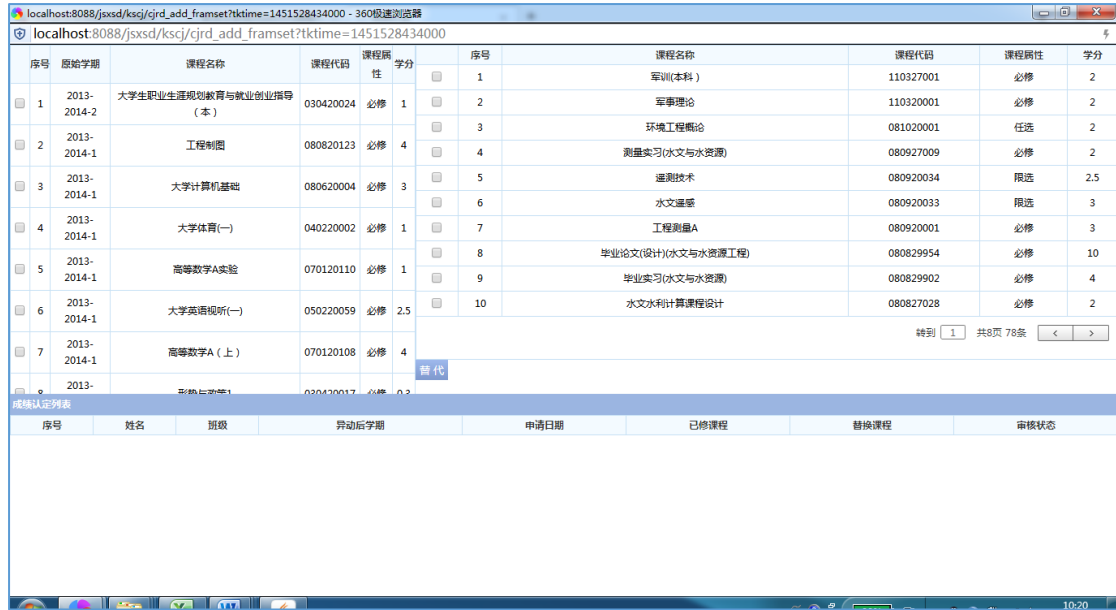 localhost:8088/jsxsd/kscj/cjrd_add_framset?tktime=1451528434000 - 360极速浏览器
localhost:8088/jsxsd/kscj/cjrd_add_framset?tktime=1451528434000
序号 原始学期 课程名称 课程代码 课程属性 学分
1 2013-2014-2 大学生职业生涯规划教育与就业创业指导（本） 030420024 必修 1
2 2013-2014-1 工程制图 080820123 必修 4
3 2013-2014-1 大学计算机基础 080620004 必修 3
4 2013-2014-1 大学体育(一) 040220002 必修 1
5 2013-2014-1 高等数学A实验 070120110 必修 1
6 2013-2014-1 大学英语视听(一) 050220059 必修 2.5
7 2013-2014-1 高等数学A（上） 070120108 必修 4
8 2013- 形势与政策1 030420017 必修 0.3
序号 课程名称 课程代码 课程属性 学分
1 军训(本科） 110327001 必修 2
2 军事理论 110320001 必修 2
3 环境工程概论 081020001 任选 2
4 测量实习(水文与水资源) 080927009 必修 2
5 遥测技术 080920034 限选 2.5
6 水文遥感 080920033 限选 3
7 工程测量A 080920001 必修 3
8 毕业论文(设计)(水文与水资源工程) 080829954 必修 10
9 毕业实习(水文与水资源) 080829902 必修 4
10 水文水利计算课程设计 080827028 必修 2
转到 1 共8页 78条 < >
替代
成绩认定列表
序号 姓名 班级 异动后学期 申请日期 已修课程 替换课程 审核状态
10:20